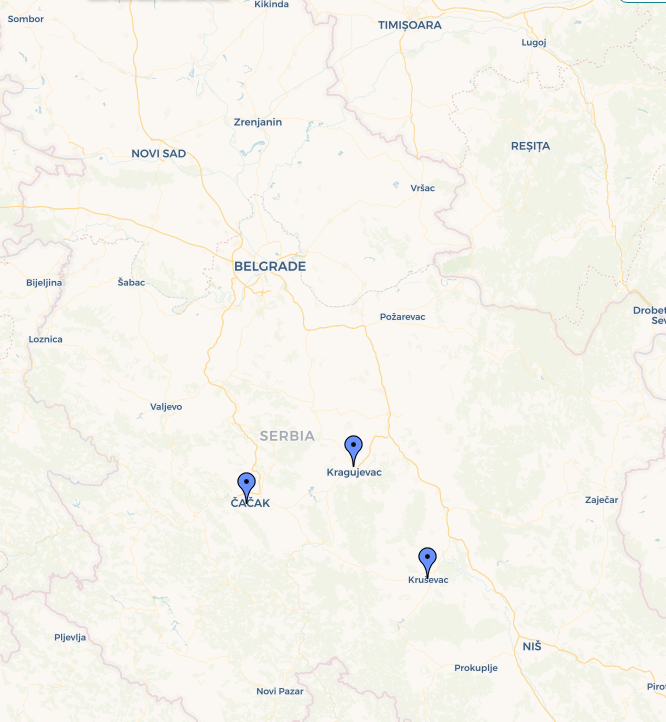 Kikinda
Sombor
TIMIȘOARA
Lugoj
Zrenjanin
REȘIȚA
NOVI SAD
Vršac
BELGRADE
Bijeljina
Šabac
Požarevac
Drobet
Sev
Loznica
Valjevo
SERBIA
Kragujevac
ČAČAK
Zaječar
Kruševac
Pljevlja
NIŠ
Prokuplje
Pirot
Novi Pazar